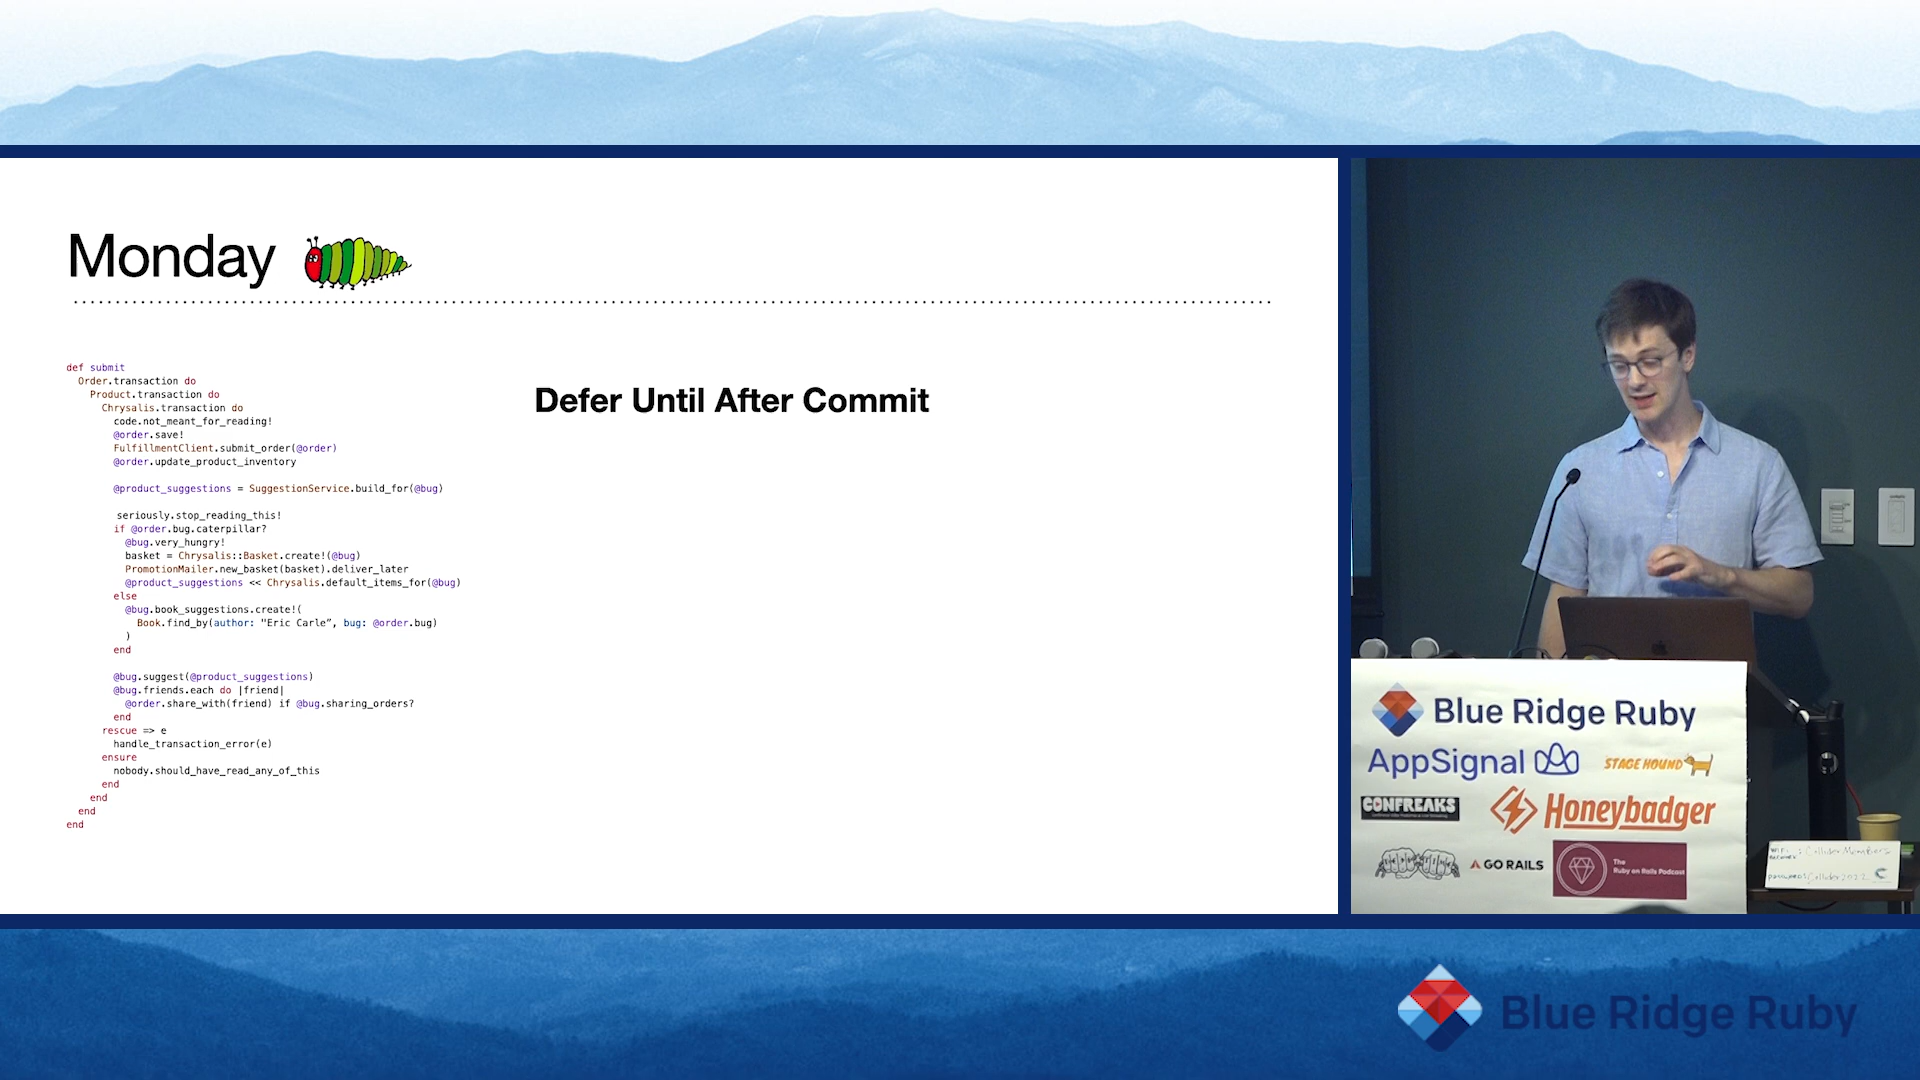 Monday
def submit
Order.transaction do
Product.transaction do
Chrysalis.transaction do
code.not_meant_for_reading!
@order.save!
FulfillmentClient.submit_order(@order)
@order.update_product_inventory
@product_suggestions = SuggestionService.build_for(@bug)
seriously.stop_reading_this!
if @order.bug.caterpillar?
@bug.very_hungry!
basket = Chrysalis::Basket.create!(@bug)
PromotionMailer.new_basket(basket).deliver_later
@product_suggestions << Chrysalis.default_items_for(@bug)
else
@bug.book_suggestions.create!(
Book.find_by(author: "Eric Carle”, bug: @order.bug)
)
end
@bug.suggest(@product_suggestions)
@bug.friends.each do |friend|
@order.share_with(friend) if @bug.sharing_orders?
end
rescue => e
handle_transaction_error(e)
ensure
nobody.should_have_read_any_of_this
end
end
end
end
Defer Until After Commit
Blue Ridge Ruby
AppSignal
STAGE HOUND
CONFREAKS
Honeybadger
GO RAILS
The
Ruby on Rails Podcast
Blue Ridge Ruby